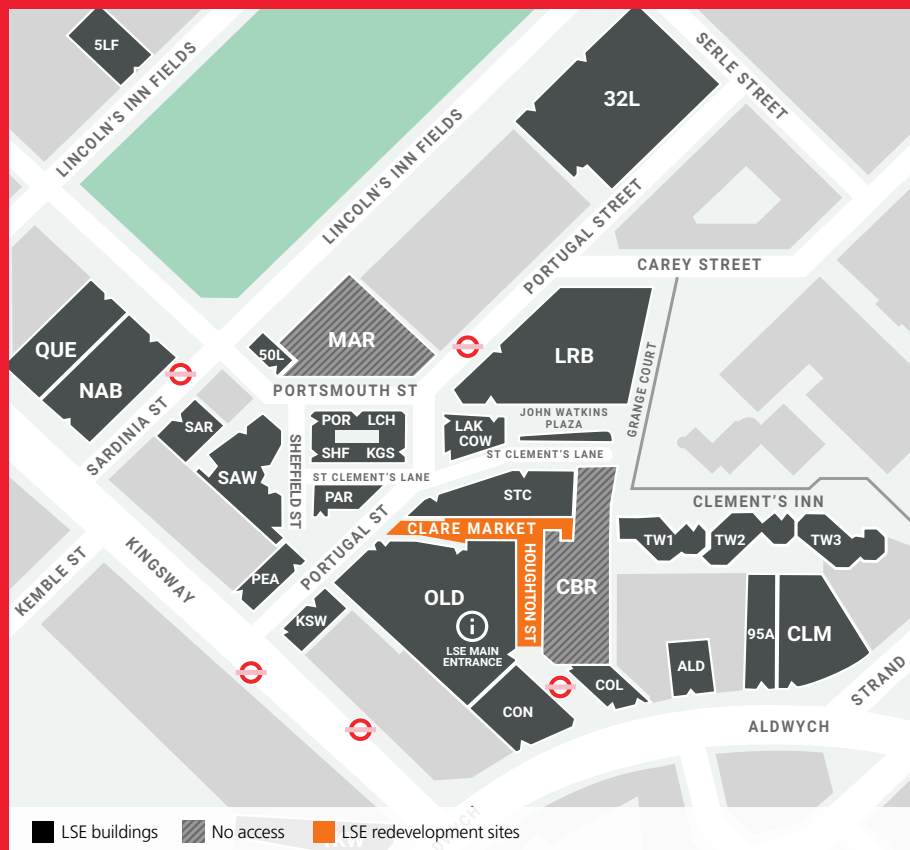 5LF
LINCOLN'S INN FIELDS
LINCOLN'S INN FIELDS
32L
SERLE STREET
PORTUGAL STREET
CAREY STREET
QUE
NAB
50L
MAR
LRB
PORTSMOUTH ST
SARDINIA ST
SAR
SAW
SHEFFIELD ST
POR
LCH
SHF
KGS
LAK
COW
JOHN WATKINS
PLAZA
GRANGE COURT
ST CLEMENT'S LANE
ST CLEMENT'S LANE
PAR
STC
CLEMENT'S INN
PORTUGAL ST
CLARE MARKET
HOUGHTON ST
TW1
TW2
TW3
KEMBLE ST
KINGSWAY
PEA
KSW
OLD
i
LSE MAIN
ENTRANCE
CBR
95A
CLM
ALD
COL
CON
STRAND
ALDWYCH
LSE buildings
No access
LSE redevelopment sites